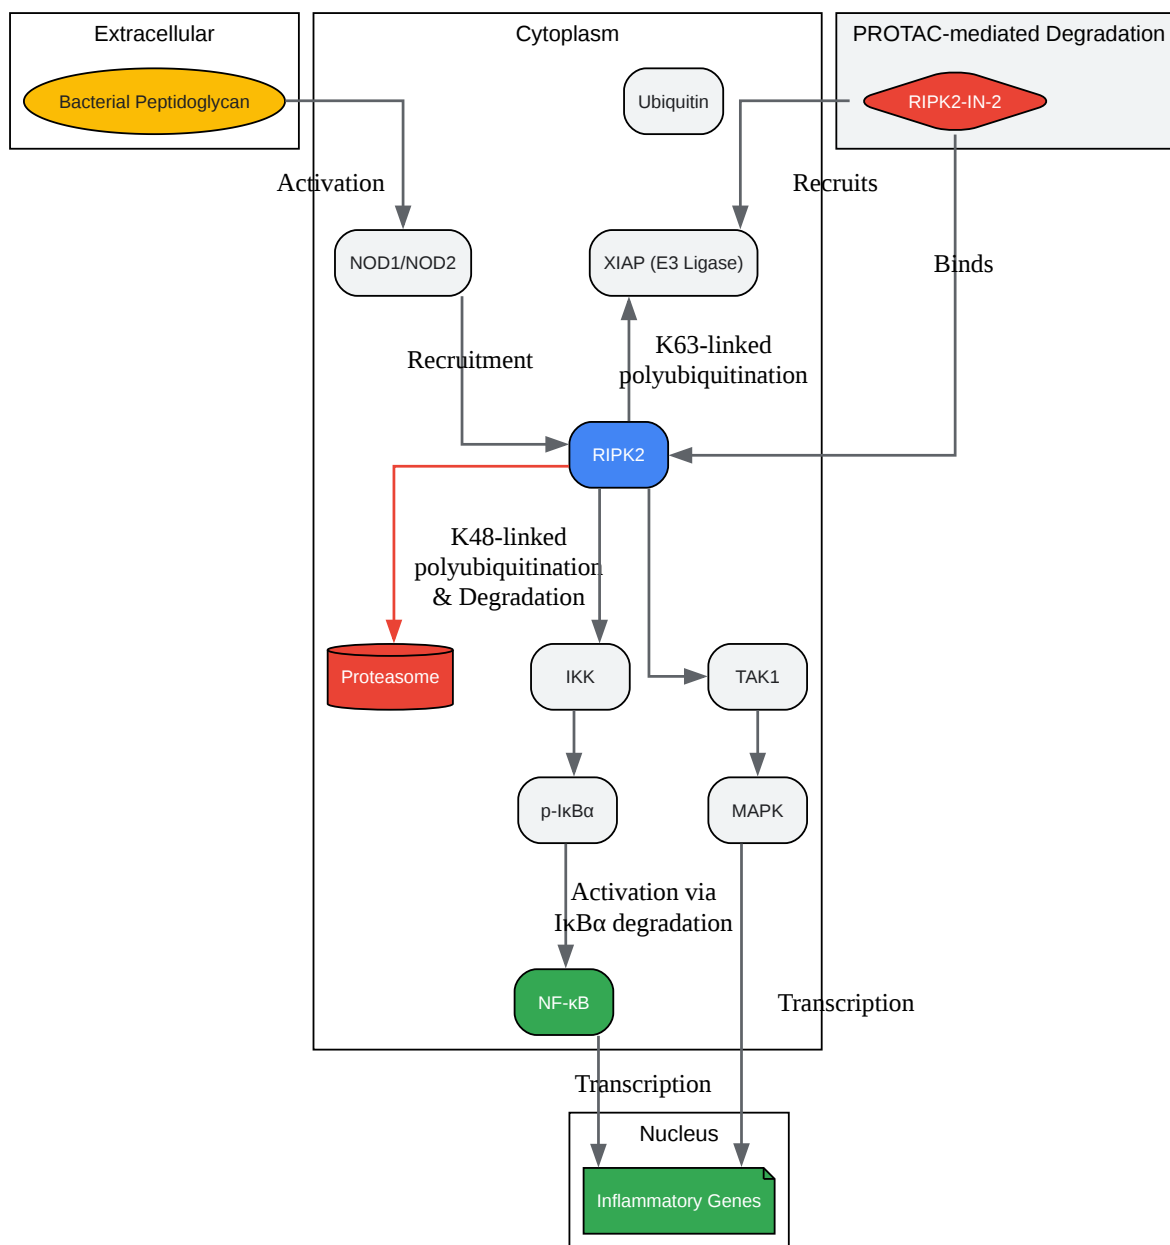 Extracellular
Cytoplasm
PROTAC-mediated Degradation
Bacterial Peptidoglycan
Ubiquitin
RIPK2-IN-2
Activation
Recruits
NOD1/NOD2
XIAP (E3 Ligase)
Binds
Recruitment
K63-linked
polyubiquitination
RIPK2
K48-linked
polyubiquitination
& Degradation
Proteasome
IKK
TAK1
p-IκBα
MAPK
Activation via
IκBα degradation
NF-κB
Transcription
Transcription
Nucleus
Inflammatory Genes